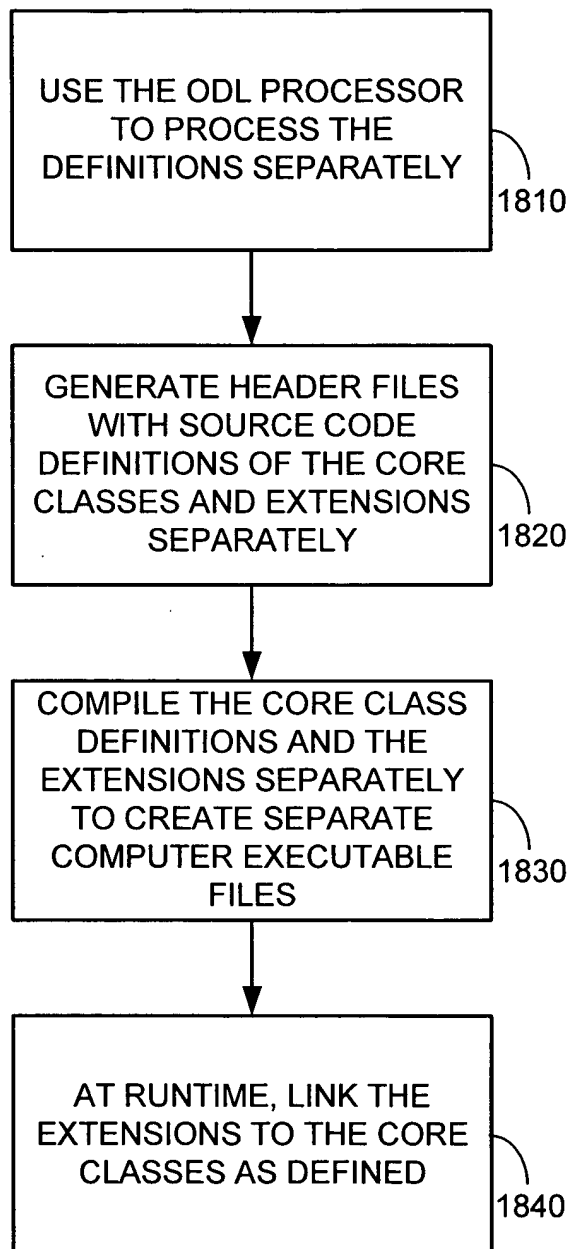 USE THE ODL PROCESSOR
TO PROCESS THE
DEFINITIONS SEPARATELY
1810
GENERATE HEADER FILES
WITH SOURCE CODE
DEFINITIONS OF THE CORE
CLASSES AND EXTENSIONS
SEPARATELY
1820
COMPILE THE CORE CLASS
DEFINITIONS AND THE
EXTENSIONS SEPARATELY
TO CREATE SEPARATE
COMPUTER EXECUTABLE
FILES
1830
AT RUNTIME, LINK THE
EXTENSIONS TO THE CORE
CLASSES AS DEFINED
1840